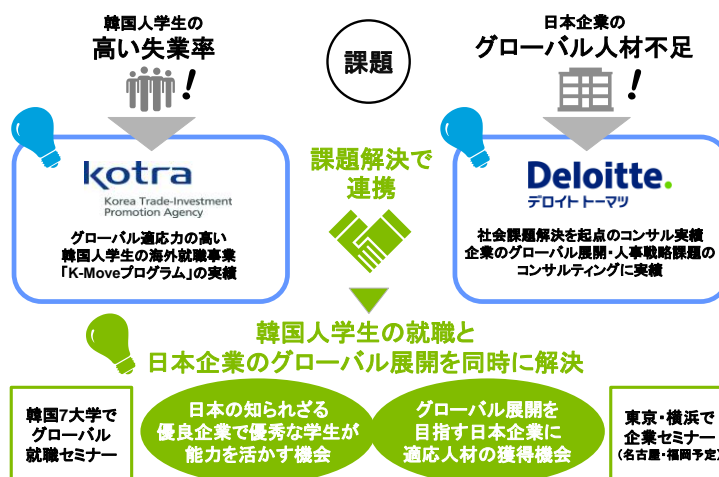 韓国人学生の
高い失業率
!
課題
日本企業の
グローバル人材不足
!
kotra
Korea Trade-Investment
Promotion Agency
グローバル適応力の高い
韓国人学生の海外就職事業
「K-Moveプログラム」の実績
課題解決で
連携
Deloitte.
デロイト トーマツ
社会課題解決を起点のコンサル実績
企業のグローバル展開・人事戦略課題の
コンサルティングに実績
韓国人学生の就職と
日本企業のグローバル展開を同時に解決
韓国7大学で
グローバル
就職セミナー
日本の知られざる
優良企業で優秀な学生が
能力を活かす機会
グローバル展開を
目指す日本企業に
適応人材の獲得機会
東京・横浜で
企業セミナー
(名古屋・福岡予定)